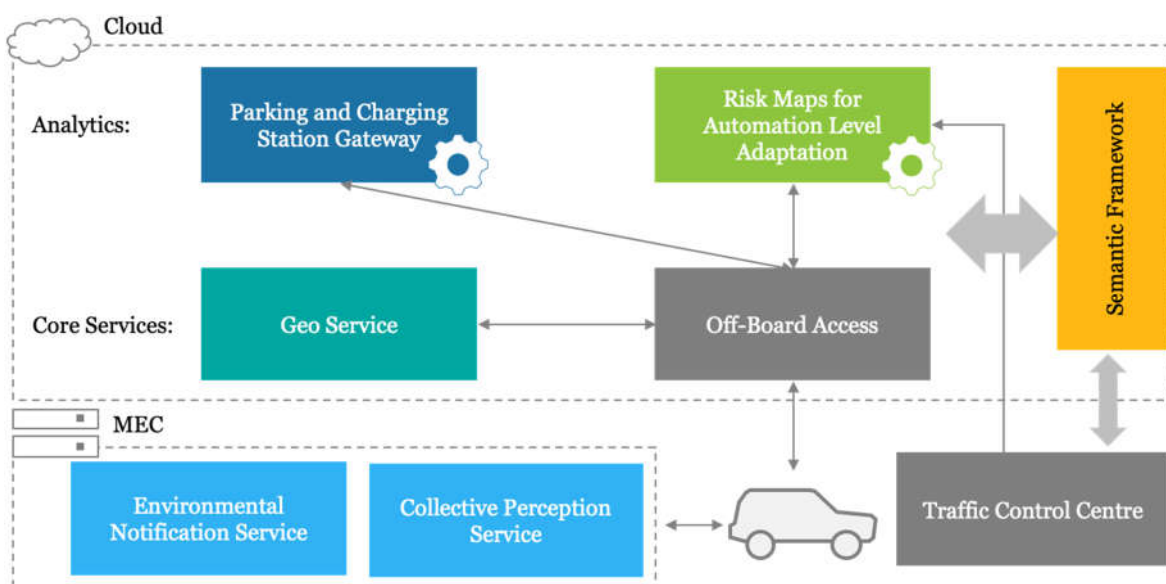 Cloud
Analytics:
Parking and Charging
Station Gateway
Risk Maps for
Automation Level
Adaptation
Semantic Framework
Core Services:
Geo Service
Off-Board Access
MEC
Environmental
Notification Service
Collective Perception
Service
Traffic Control Centre